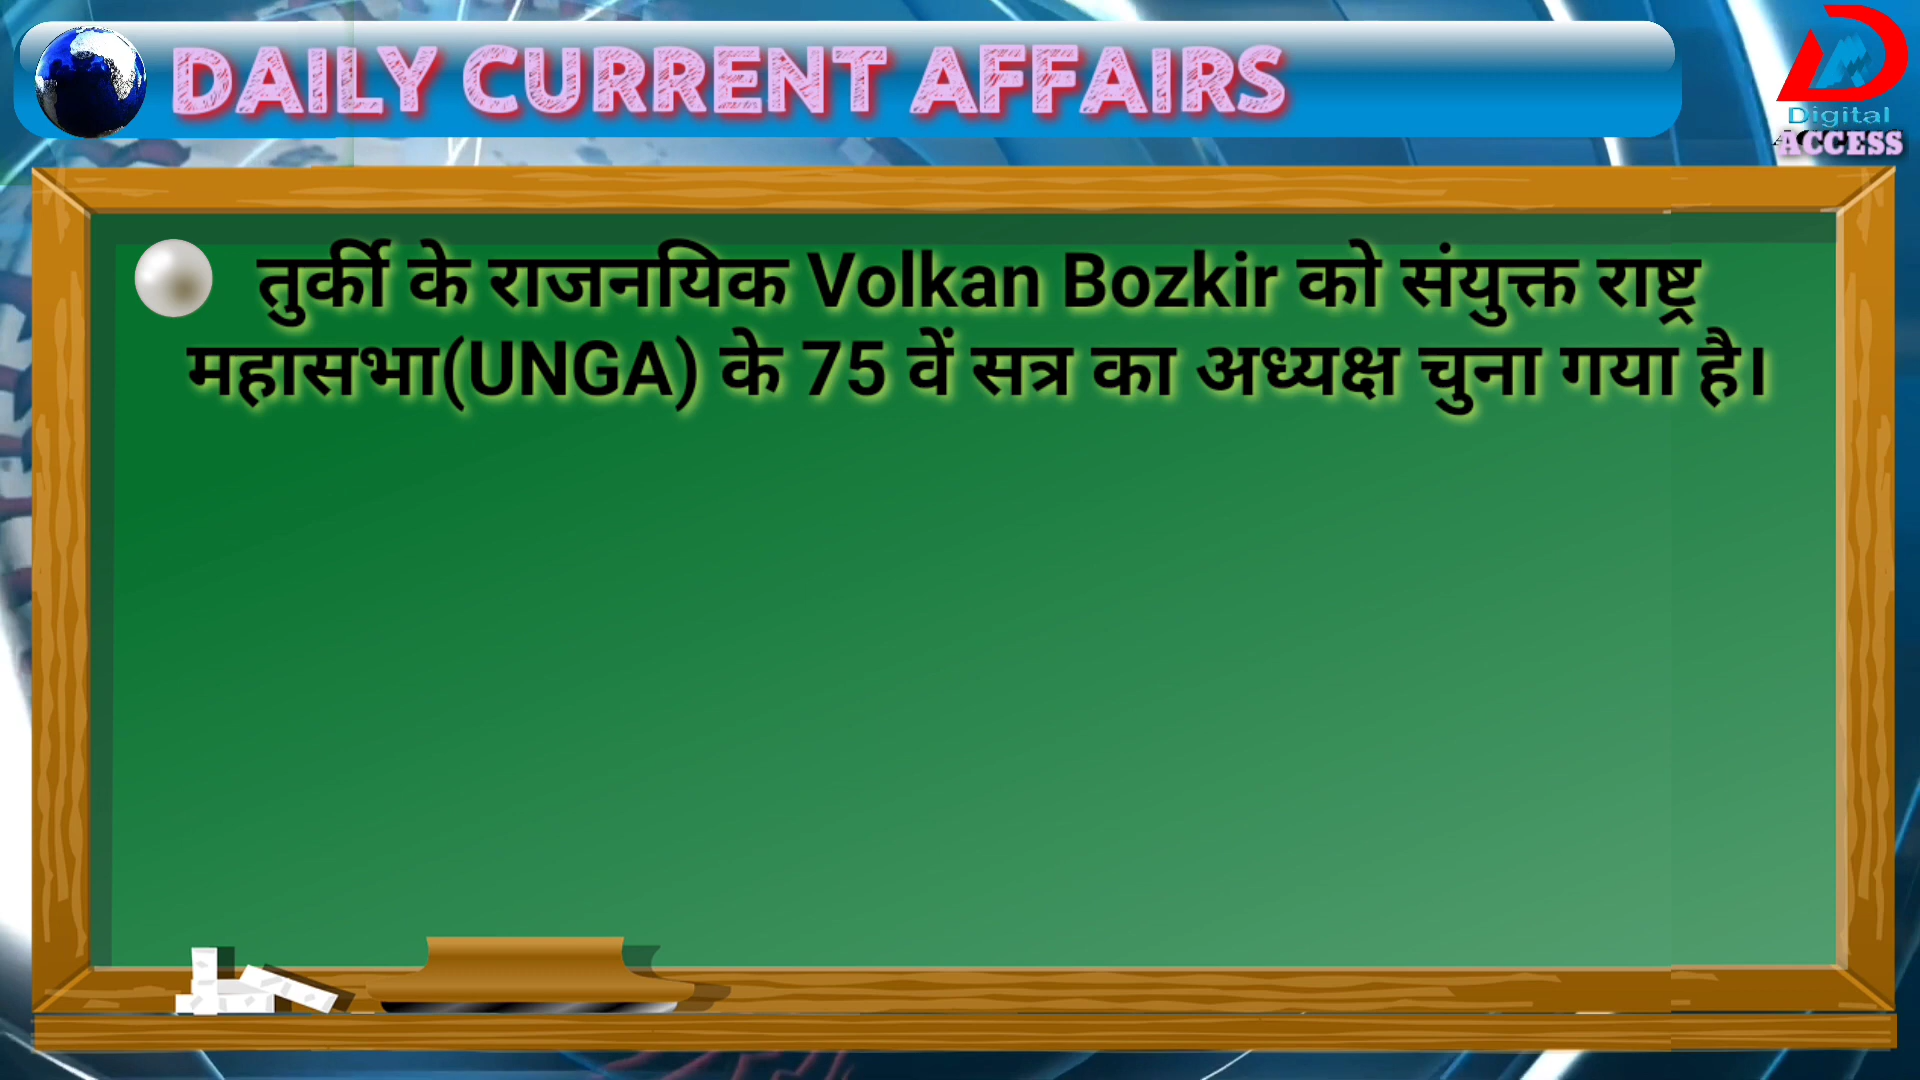 DAILY CURRENT AFFAIRS
Digital
ACCESS
तुर्की के राजनयिक Volkan Bozkir को संयुक्त राष्ट्र
महासभा(UNGA) के 75 वें सत्र का अध्यक्ष चुना गया है।